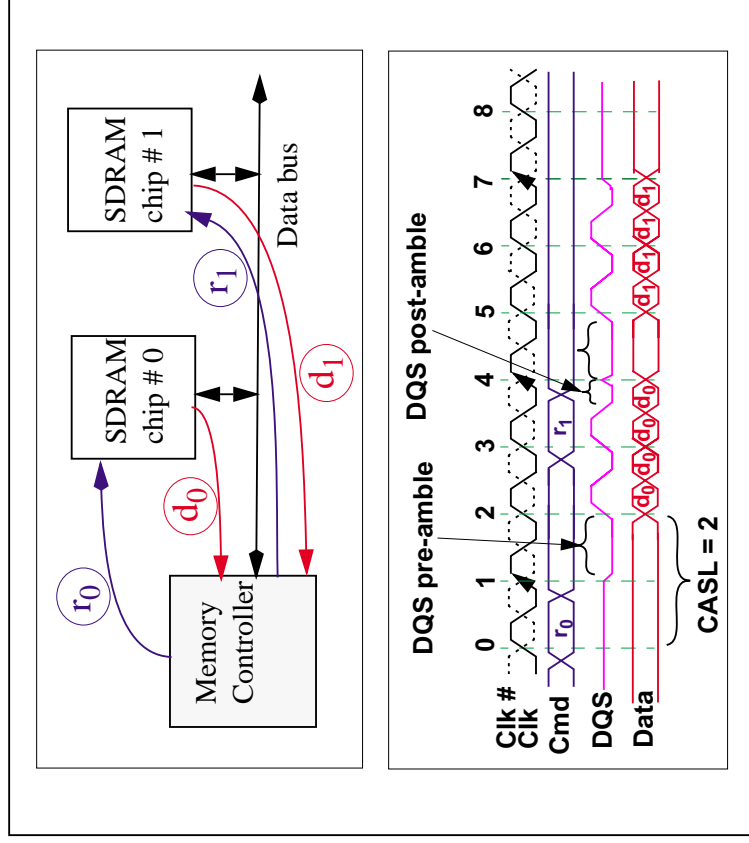 SDRAM
chip # 0
SDRAM
chip # 1
r0
r1
Memory
Controller
d0
d1
Data bus
DQS pre-amble
DQS post-amble
0 1 2 3 4 5 6 7 8
Clk #
Clk
Cmd
r0 r1
DQS
Data
d0 d0 d0 d0 d1 d1 d1 d1
CASL = 2